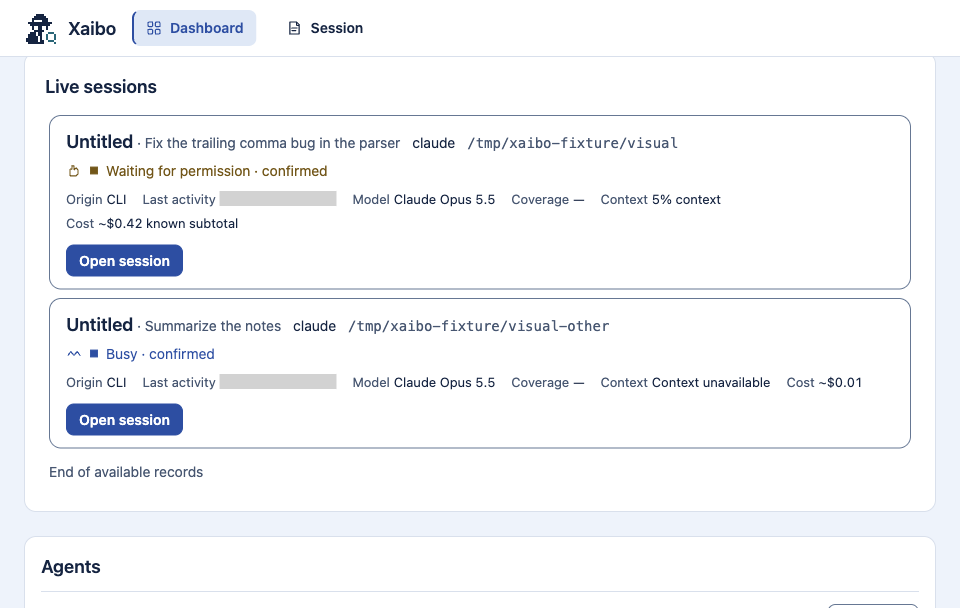 Xaibo
Dashboard
Session
Live sessions
Untitled · Fix the trailing comma bug in the parser claude /tmp/xaibo-fixture/visual
Waiting for permission · confirmed
Origin CLI Last activity Model Claude Opus 5.5 Coverage — Context 5% context
Cost ~$0.42 known subtotal
Open session
Untitled · Summarize the notes claude /tmp/xaibo-fixture/visual-other
Busy · confirmed
Origin CLI Last activity Model Claude Opus 5.5 Coverage — Context Context unavailable Cost ~$0.01
Open session
End of available records
Agents